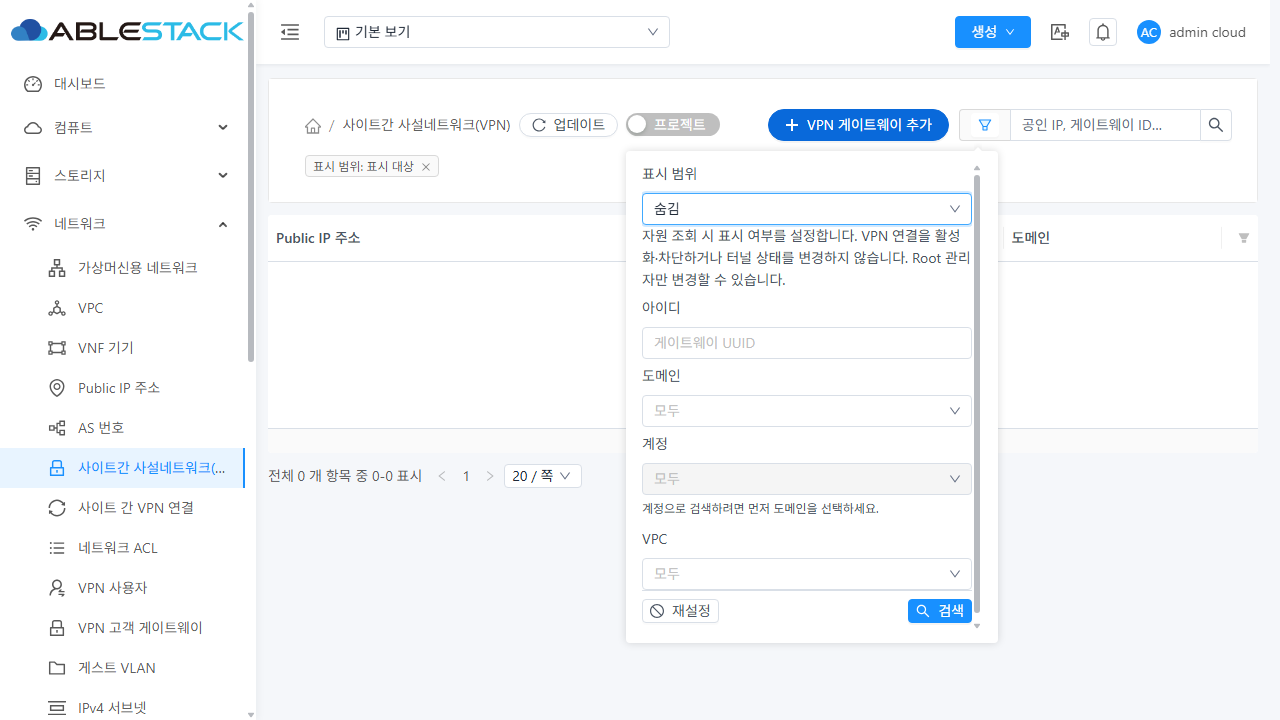 ABLESTACK
기본 보기
생성
AC
admin cloud
대시보드
컴퓨트
스토리지
네트워크
가상머신용 네트워크
VPC
VNF 기기
Public IP 주소
AS 번호
사이트간 사설네트워크(...
사이트 간 VPN 연결
네트워크 ACL
VPN 사용자
VPN 고객 게이트웨이
게스트 VLAN
IPv4 서브넷
/ 사이트간 사설네트워크(VPN)
업데이트
프로젝트
VPN 게이트웨이 추가
공인 IP, 게이트웨이 ID...
표시 범위: 표시 대상
Public IP 주소
도메인
전체 0 개 항목 중 0-0 표시
1
20 / 쪽
표시 범위
숨김
자원 조회 시 표시 여부를 설정합니다. VPN 연결을 활성
화·차단하거나 터널 상태를 변경하지 않습니다. Root 관리
자만 변경할 수 있습니다.
아이디
게이트웨이 UUID
도메인
모두
계정
모두
계정으로 검색하려면 먼저 도메인을 선택하세요.
VPC
모두
재설정
검색